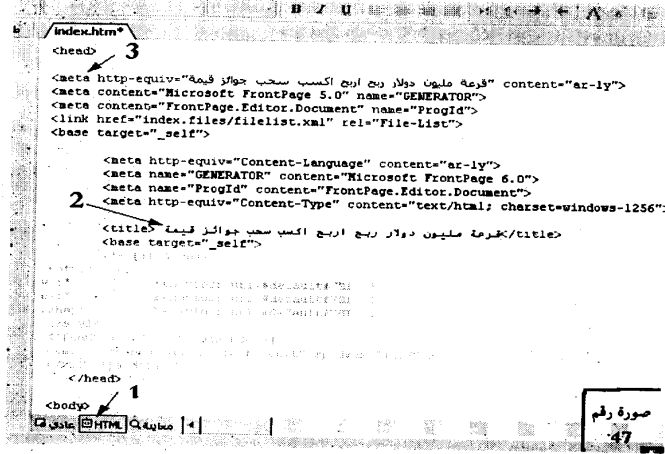 B I U
index.htm*
<head>
3
<meta http-equiv="قرعة مليون دولار ربح اربح اكسب سحب جوائز قيمة" content="ar-ly">
<meta content="Microsoft FrontPage 5.0" name="GENERATOR">
<meta content="FrontPage.Editor.Document" name="ProgId">
<link href="index.files/filelist.xml" rel="File-List">
<base target="_self">
<meta http-equiv="Content-Language" content="ar-ly">
<meta name="GENERATOR" content="Microsoft FrontPage 6.0">
<meta name="ProgId" content="FrontPage.Editor.Document">
<meta http-equiv="Content-Type" content="text/html; charset=windows-1256">
2
<title>قرعة مليون دولار ربح اربح اكسب سحب جوائز قيمة</title>
<base target="_self">
</head>
1
<body>
عادي HTML معاينة
صورة رقم
47